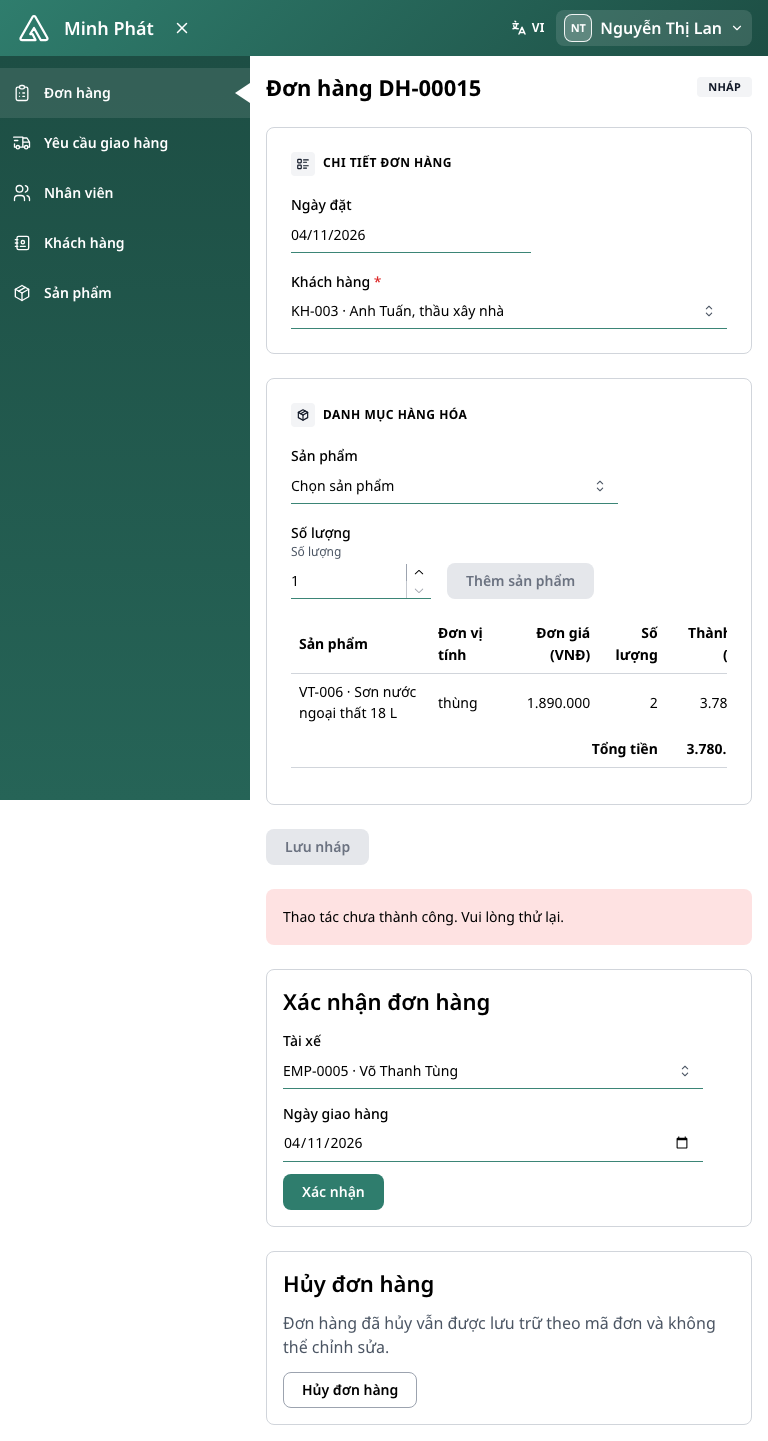 Minh Phát
VI
NT
Nguyễn Thị Lan
Đơn hàng
Yêu cầu giao hàng
Nhân viên
Khách hàng
Sản phẩm
Đơn hàng DH-00015
NHÁP
CHI TIẾT ĐƠN HÀNG
Ngày đặt
04/11/2026
Khách hàng *
KH-003 · Anh Tuấn, thầu xây nhà
DANH MỤC HÀNG HÓA
Sản phẩm
Chọn sản phẩm
Số lượng
Số lượng
1
Thêm sản phẩm
Sản phẩm
Đơn vị
tính
Đơn giá
(VNĐ)
Số
lượng
VT-006 · Sơn nước
ngoại thất 18 L
thùng
1.890.000
2
3.78
Tổng tiền
3.780.
Lưu nháp
Thao tác chưa thành công. Vui lòng thử lại.
Xác nhận đơn hàng
Tài xế
EMP-0005 · Võ Thanh Tùng
Ngày giao hàng
04/11/2026
Xác nhận
Hủy đơn hàng
Đơn hàng đã hủy vẫn được lưu trữ theo mã đơn và không
thể chỉnh sửa.
Hủy đơn hàng